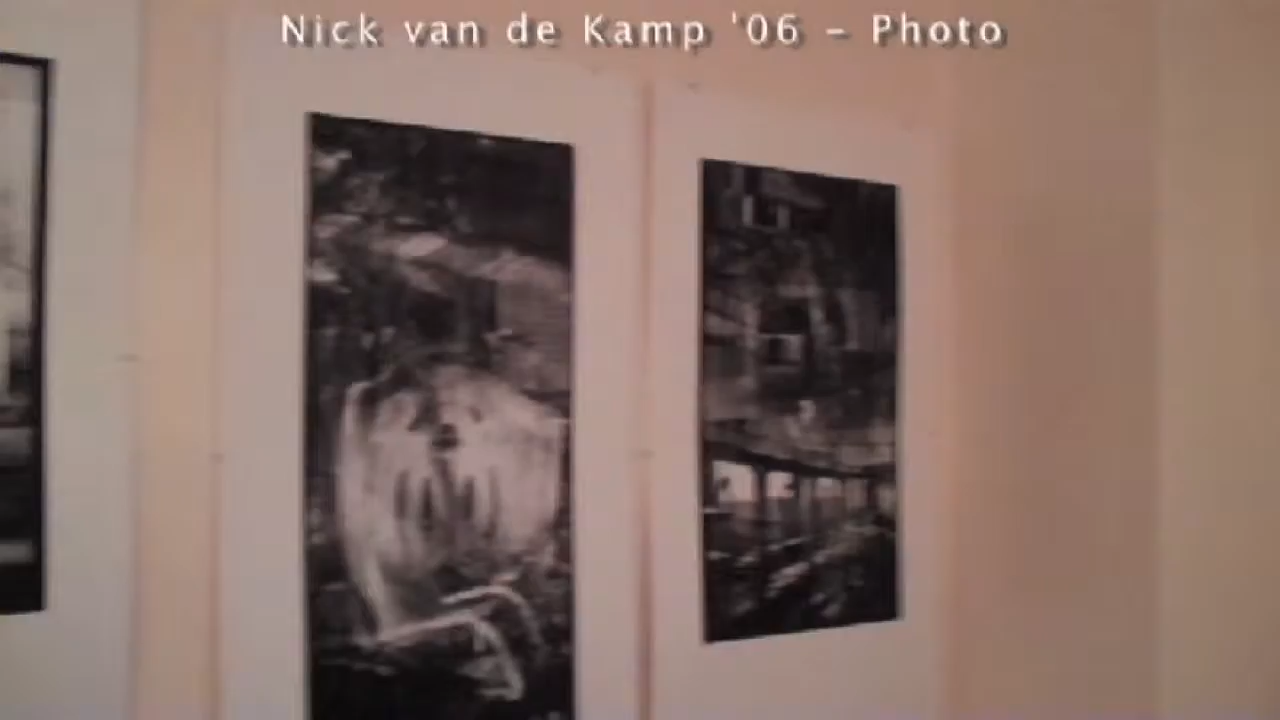 Nick van de Kamp '06 – Photo